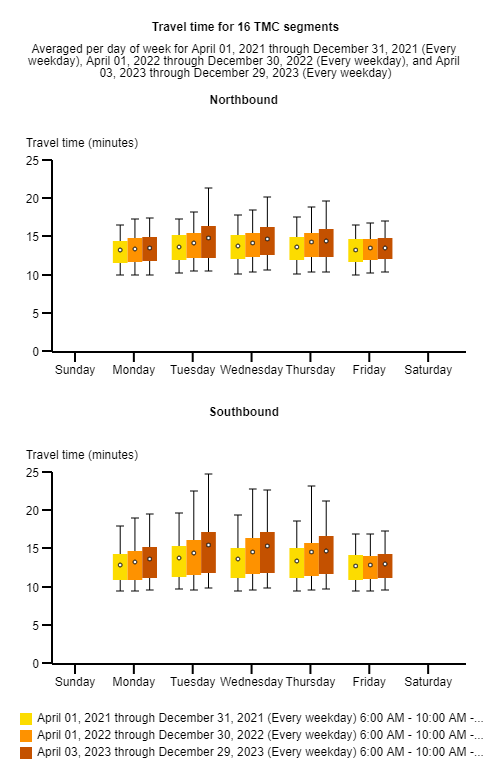 Travel time for 16 TMC segments
Averaged per day of week for April 01, 2021 through December 31, 2021 (Every
weekday), April 01, 2022 through December 30, 2022 (Every weekday), and April
03, 2023 through December 29, 2023 (Every weekday)
Northbound
Travel time (minutes)
25
20
15
10
5
0
Sunday Monday Tuesday Wednesday Thursday Friday Saturday
Southbound
Travel time (minutes)
25
20
15
10
5
0
Sunday Monday Tuesday Wednesday Thursday Friday Saturday
April 01, 2021 through December 31, 2021 (Every weekday) 6:00 AM - 10:00 AM -...
April 01, 2022 through December 30, 2022 (Every weekday) 6:00 AM - 10:00 AM -...
April 03, 2023 through December 29, 2023 (Every weekday) 6:00 AM - 10:00 AM -...